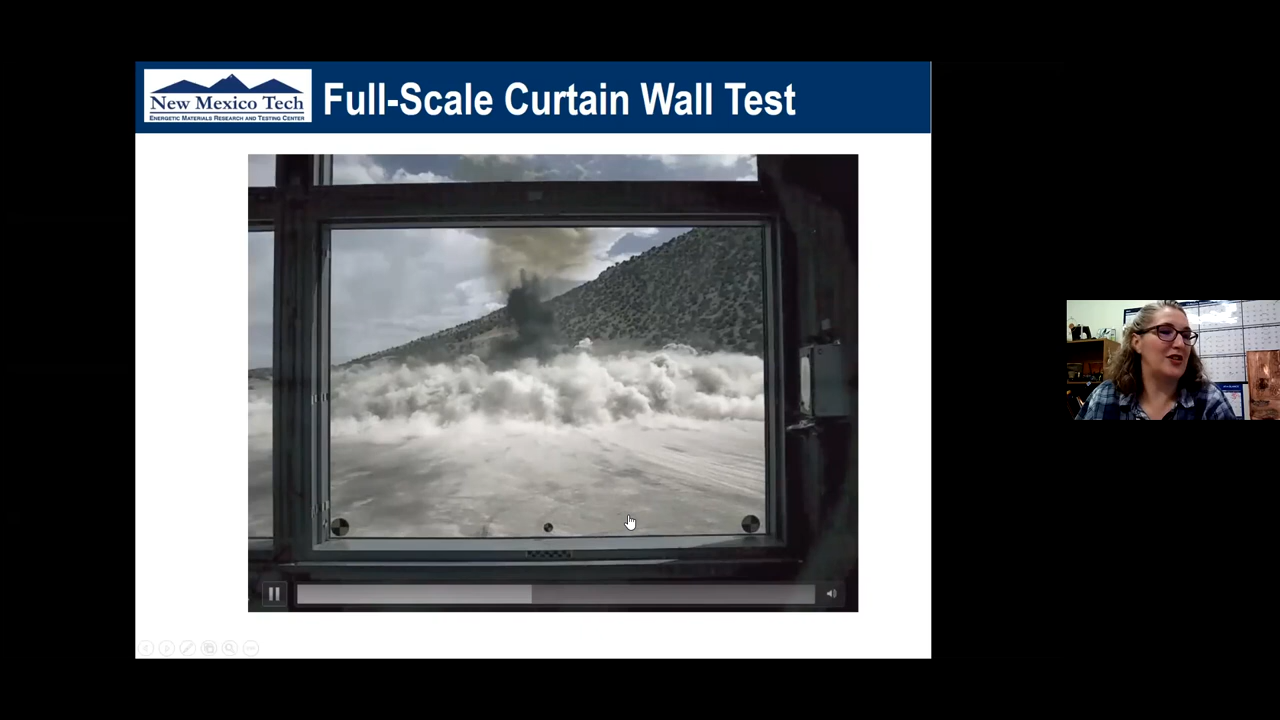 New Mexico Tech
Energetic Materials Research and Testing Center
Full-Scale Curtain Wall Test